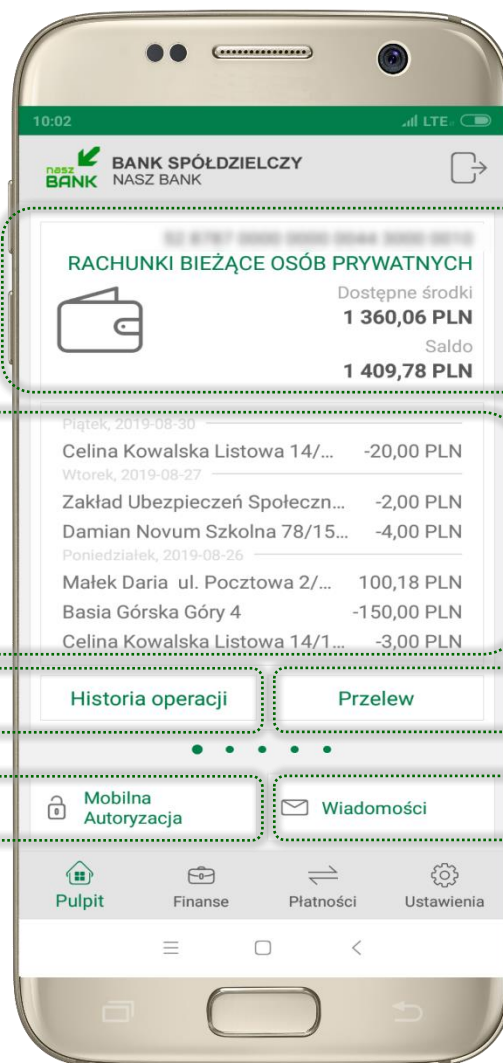 10:02 LTE
nasz BANK BANK SPÓŁDZIELCZY
NASZ BANK
RACHUNKI BIEŻĄCE OSÓB PRYWATNYCH
Dostępne środki
1 360,06 PLN
Saldo
1 409,78 PLN
Piątek, 2019-08-30
Celina Kowalska Listowa 14/... -20,00 PLN
Wtorek, 2019-08-27
Zakład Ubezpieczeń Społeczn... -2,00 PLN
Damian Novum Szkolna 78/15... -4,00 PLN
Poniedziałek, 2019-08-26
Małek Daria ul. Pocztowa 2/... 100,18 PLN
Basia Górska Góry 4 -150,00 PLN
Celina Kowalska Listowa 14/1... -3,00 PLN
Historia operacji Przelew
Mobilna
Autoryzacja
Wiadomości
Pulpit Finanse Płatności Ustawienia